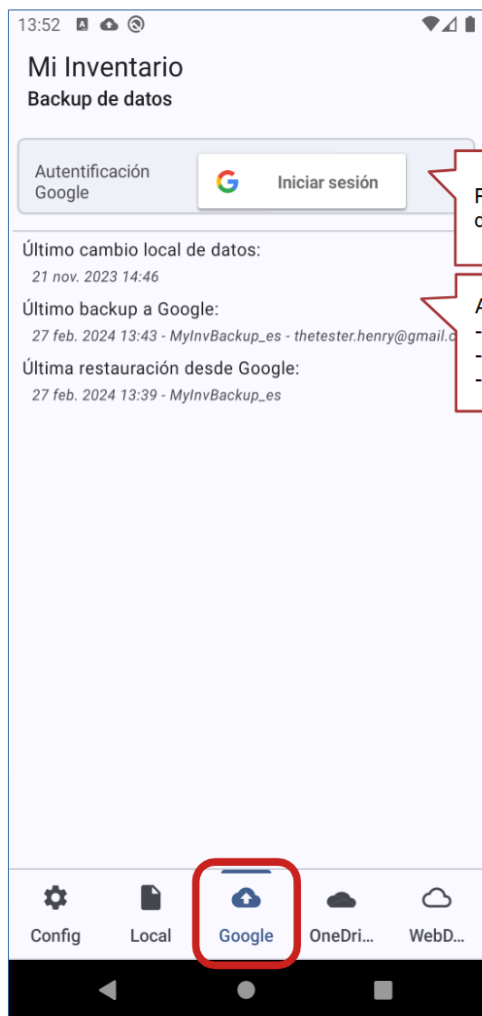 13:52
Mi Inventario
Backup de datos
Autentificación
Google
Iniciar sesión
Último cambio local de datos:
21 nov. 2023 14:46
Último backup a Google:
27 feb. 2024 13:43 - MyInvBackup_es - thetester.henry@gmail.c
Última restauración desde Google:
27 feb. 2024 13:39 - MyInvBackup_es
Config Local Google OneDri... WebD...